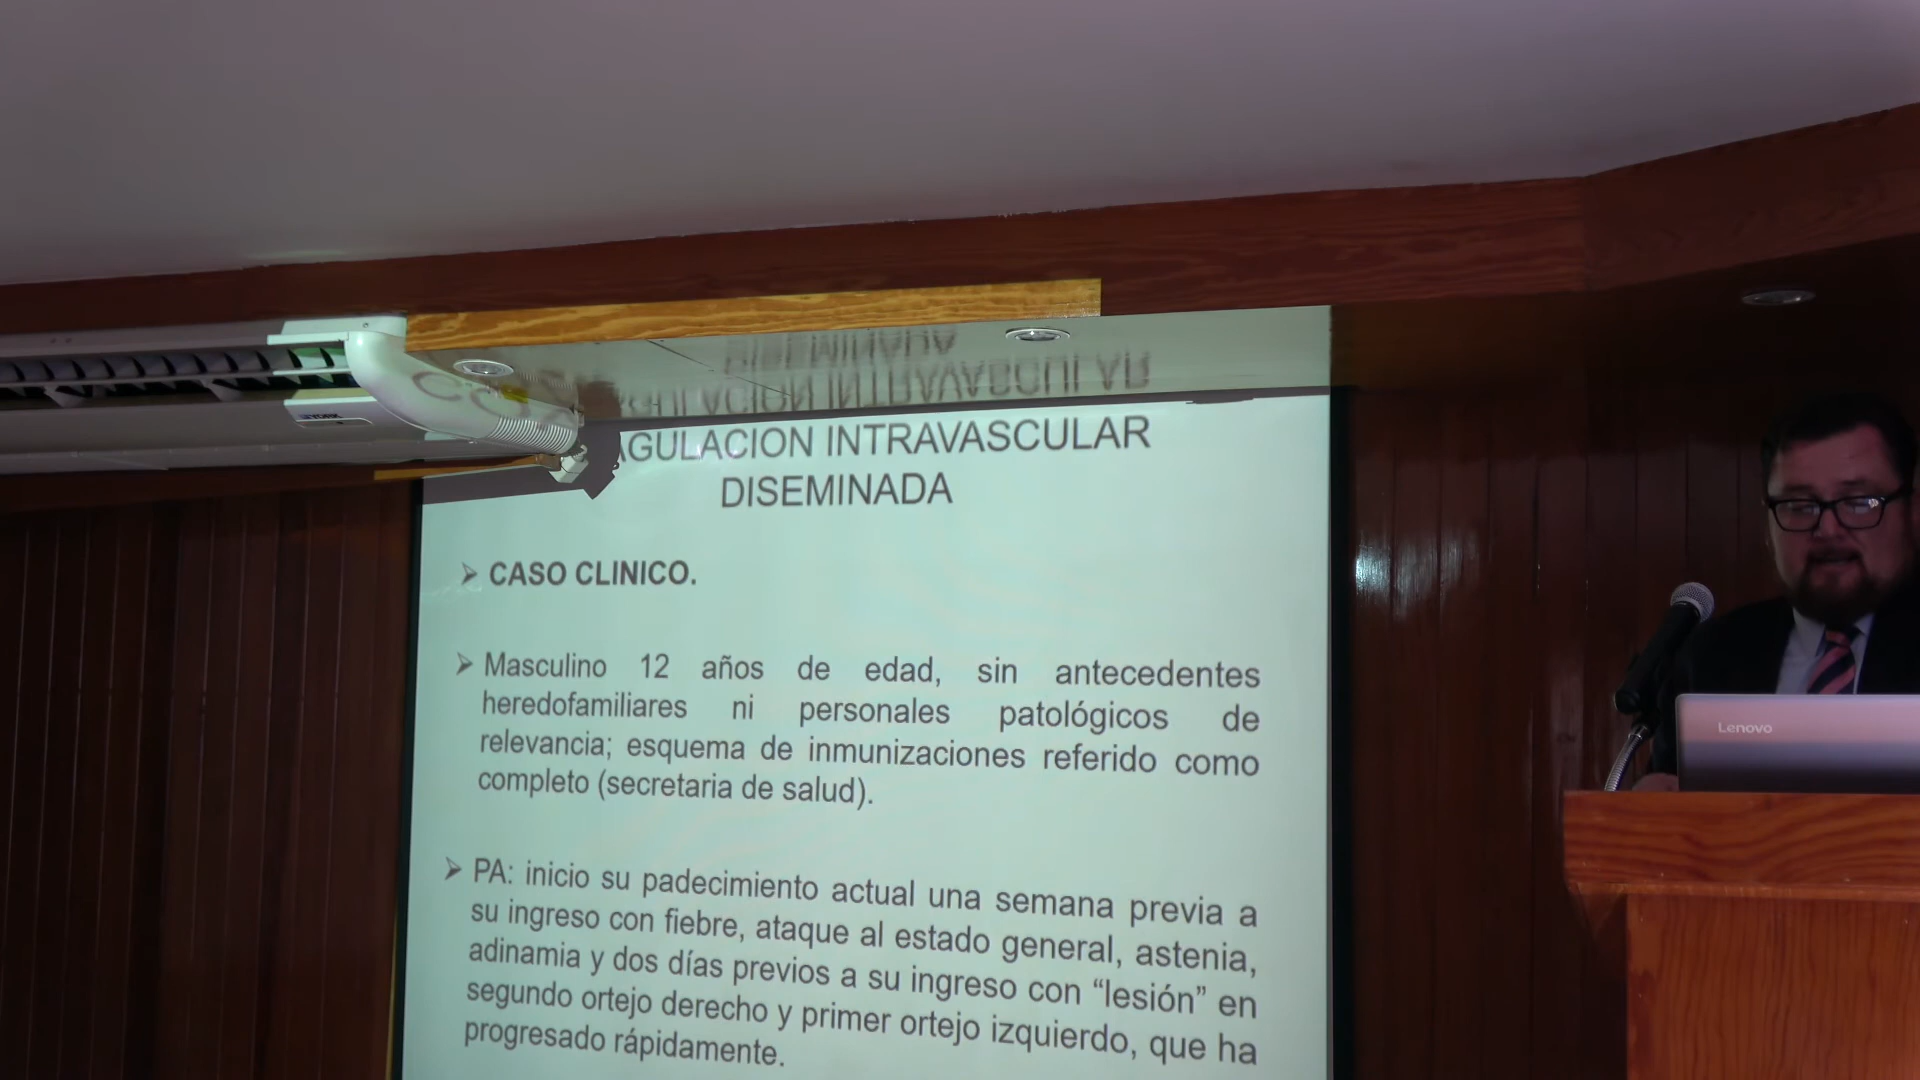 YORK
AGULACION INTRAVASCULAR
DISEMINADA
➢ CASO CLINICO.
➢ Masculino 12 años de edad, sin antecedentes
heredofamiliares ni personales patológicos de
relevancia; esquema de inmunizaciones referido como
completo (secretaria de salud).
➢ PA: inicio su padecimiento actual una semana previa a
su ingreso con fiebre, ataque al estado general, astenia,
adinamia y dos días previos a su ingreso con “lesión” en
segundo ortejo derecho y primer ortejo izquierdo, que ha
progresado rápidamente.
Lenovo